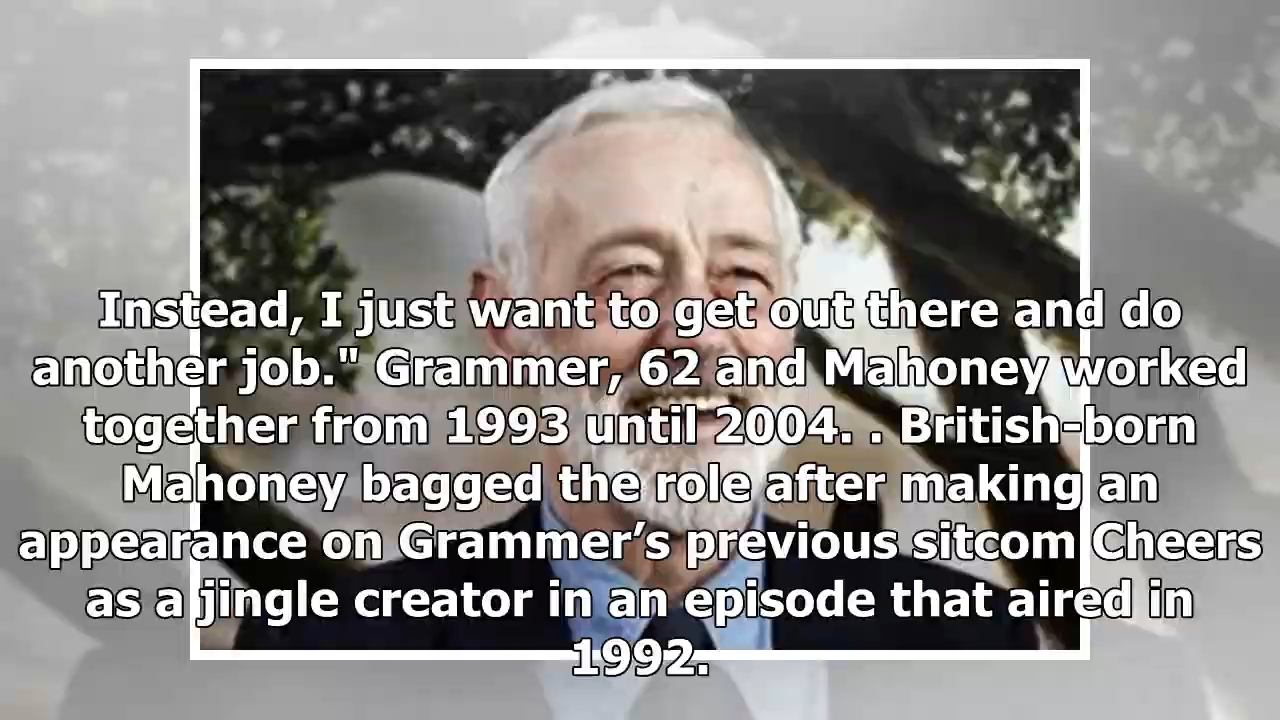 Instead, I just want to get out there and do
another job." Grammer, 62 and Mahoney worked
together from 1993 until 2004. . British-born
Mahoney bagged the role after making an
appearance on Grammer’s previous sitcom Cheers
as a jingle creator in an episode that aired in
1992.